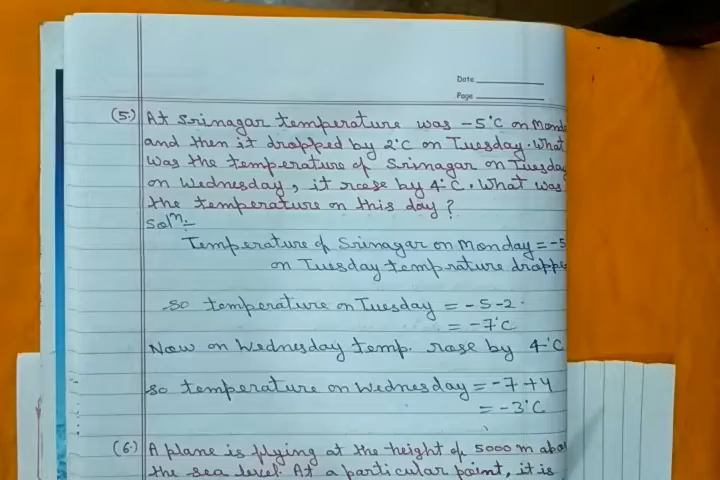 Date
Page
(5.) At Srinagar temperature was -5°C on Mond
and then it dropped by 2°C on Tuesday. What
was the temperature of Srinagar on Tuesday
on Wednesday, it rose by 4°C. What was
the temperature on this day?
Solⁿ:-
Temperature of Srinagar on Monday = -5
on Tuesday temperature droppe
So temperature on Tuesday = -5-2
= -7°C
Now on Wednesday temp. rose by 4°C
So temperature on Wednesday = -7+4
= -3°C
(6.) A plane is flying at the height of 5000 m abo
the sea level. At a particular point, it is